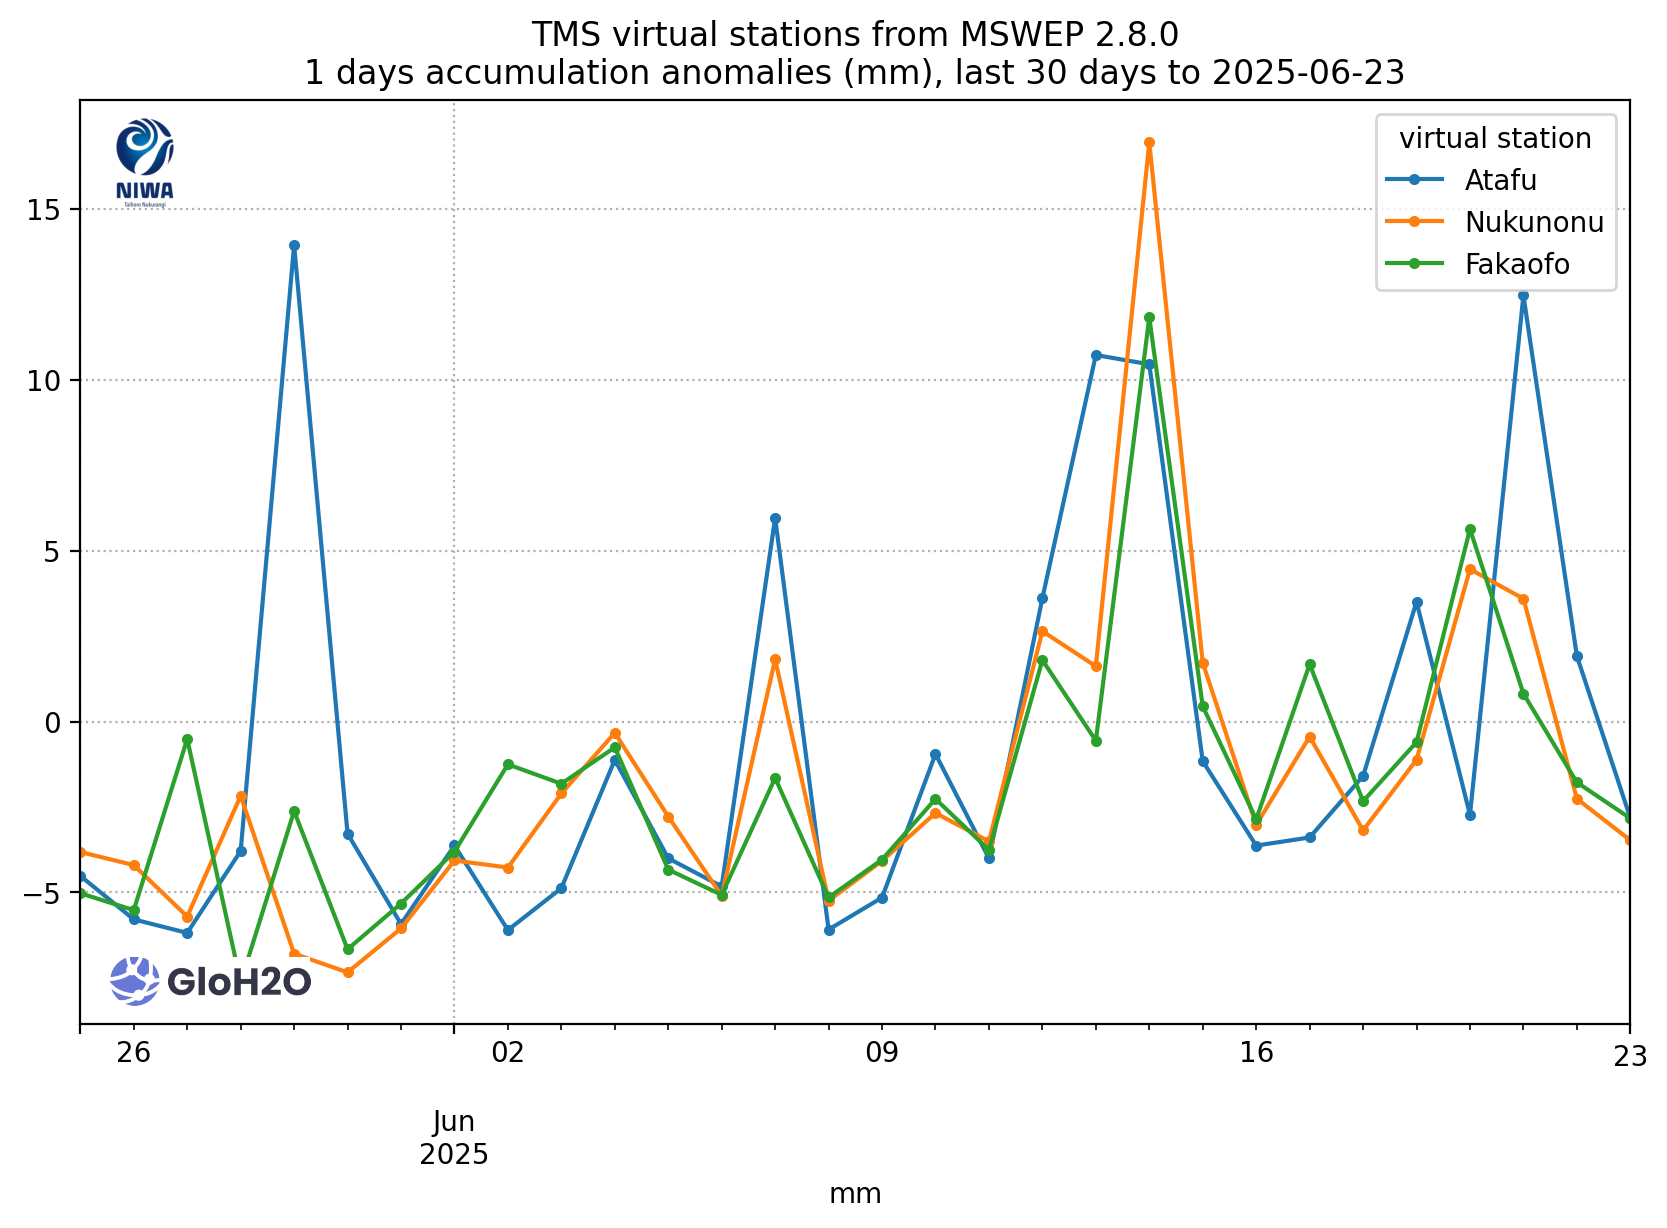 TMS virtual stations from MSWEP 2.8.0
1 days accumulation anomalies (mm), last 30 days to 2025-06-23
NIWA
Taihoro Nukurangi
virtual station
Atafu
Nukunonu
Fakaofo
15
10
5
0
−5
GloH2O
26
02
09
16
23
Jun
2025
mm